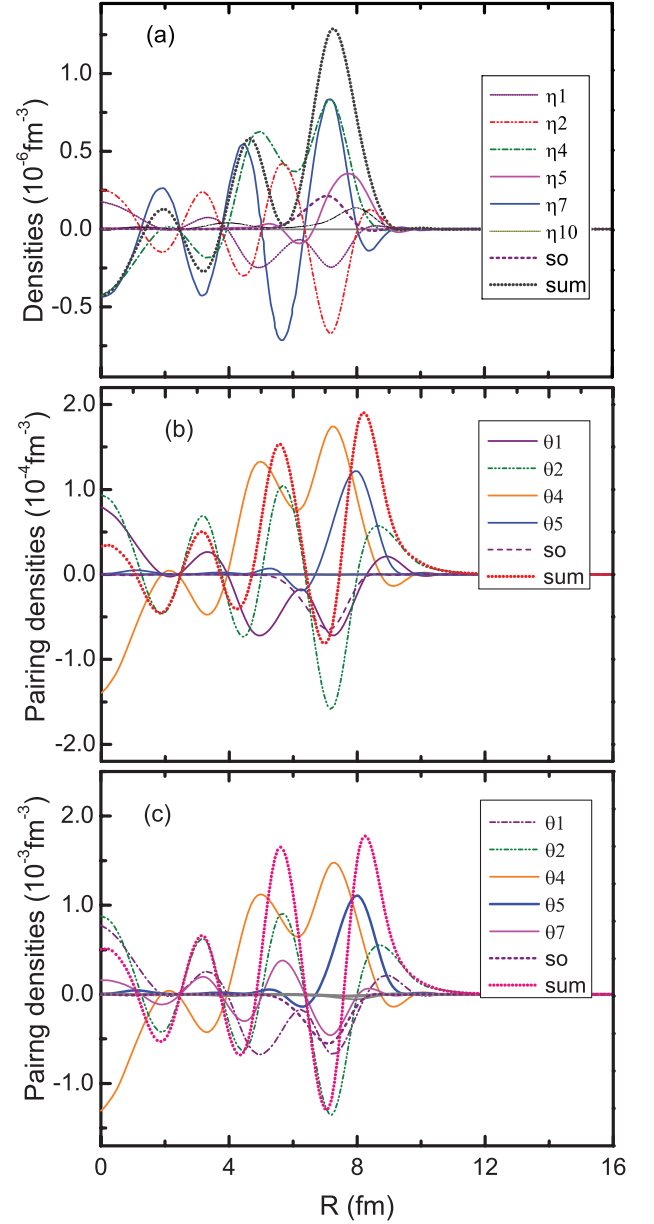 (a)
1.0
0.5
0.0
-0.5
Densities (10⁻⁶fm⁻³)
η1
η2
η4
η5
η7
η10
so
sum
(b)
2.0
1.0
0.0
-1.0
-2.0
Pairing densities (10⁻⁴fm⁻³)
θ1
θ2
θ4
θ5
so
sum
(c)
2.0
1.0
0.0
-1.0
Pairng densities (10⁻³fm⁻³)
θ1
θ2
θ4
θ5
θ7
so
sum
0 4 8 12 16
R (fm)